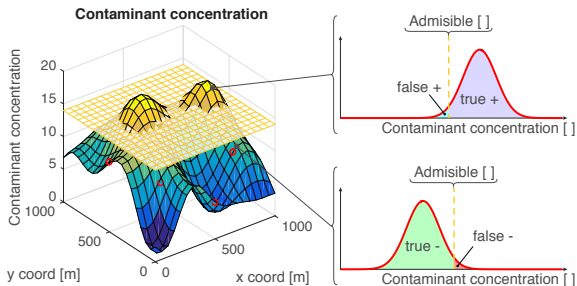 Contaminant concentration
Contaminant concentration
20
15
10
5
0
1000
500
0
y coord [m]
0
500
1000
x coord [m]
Admisible [ ]
false +
true +
Contaminant concentration [ ]
Admisible [ ]
true -
false -
Contaminant concentration [ ]